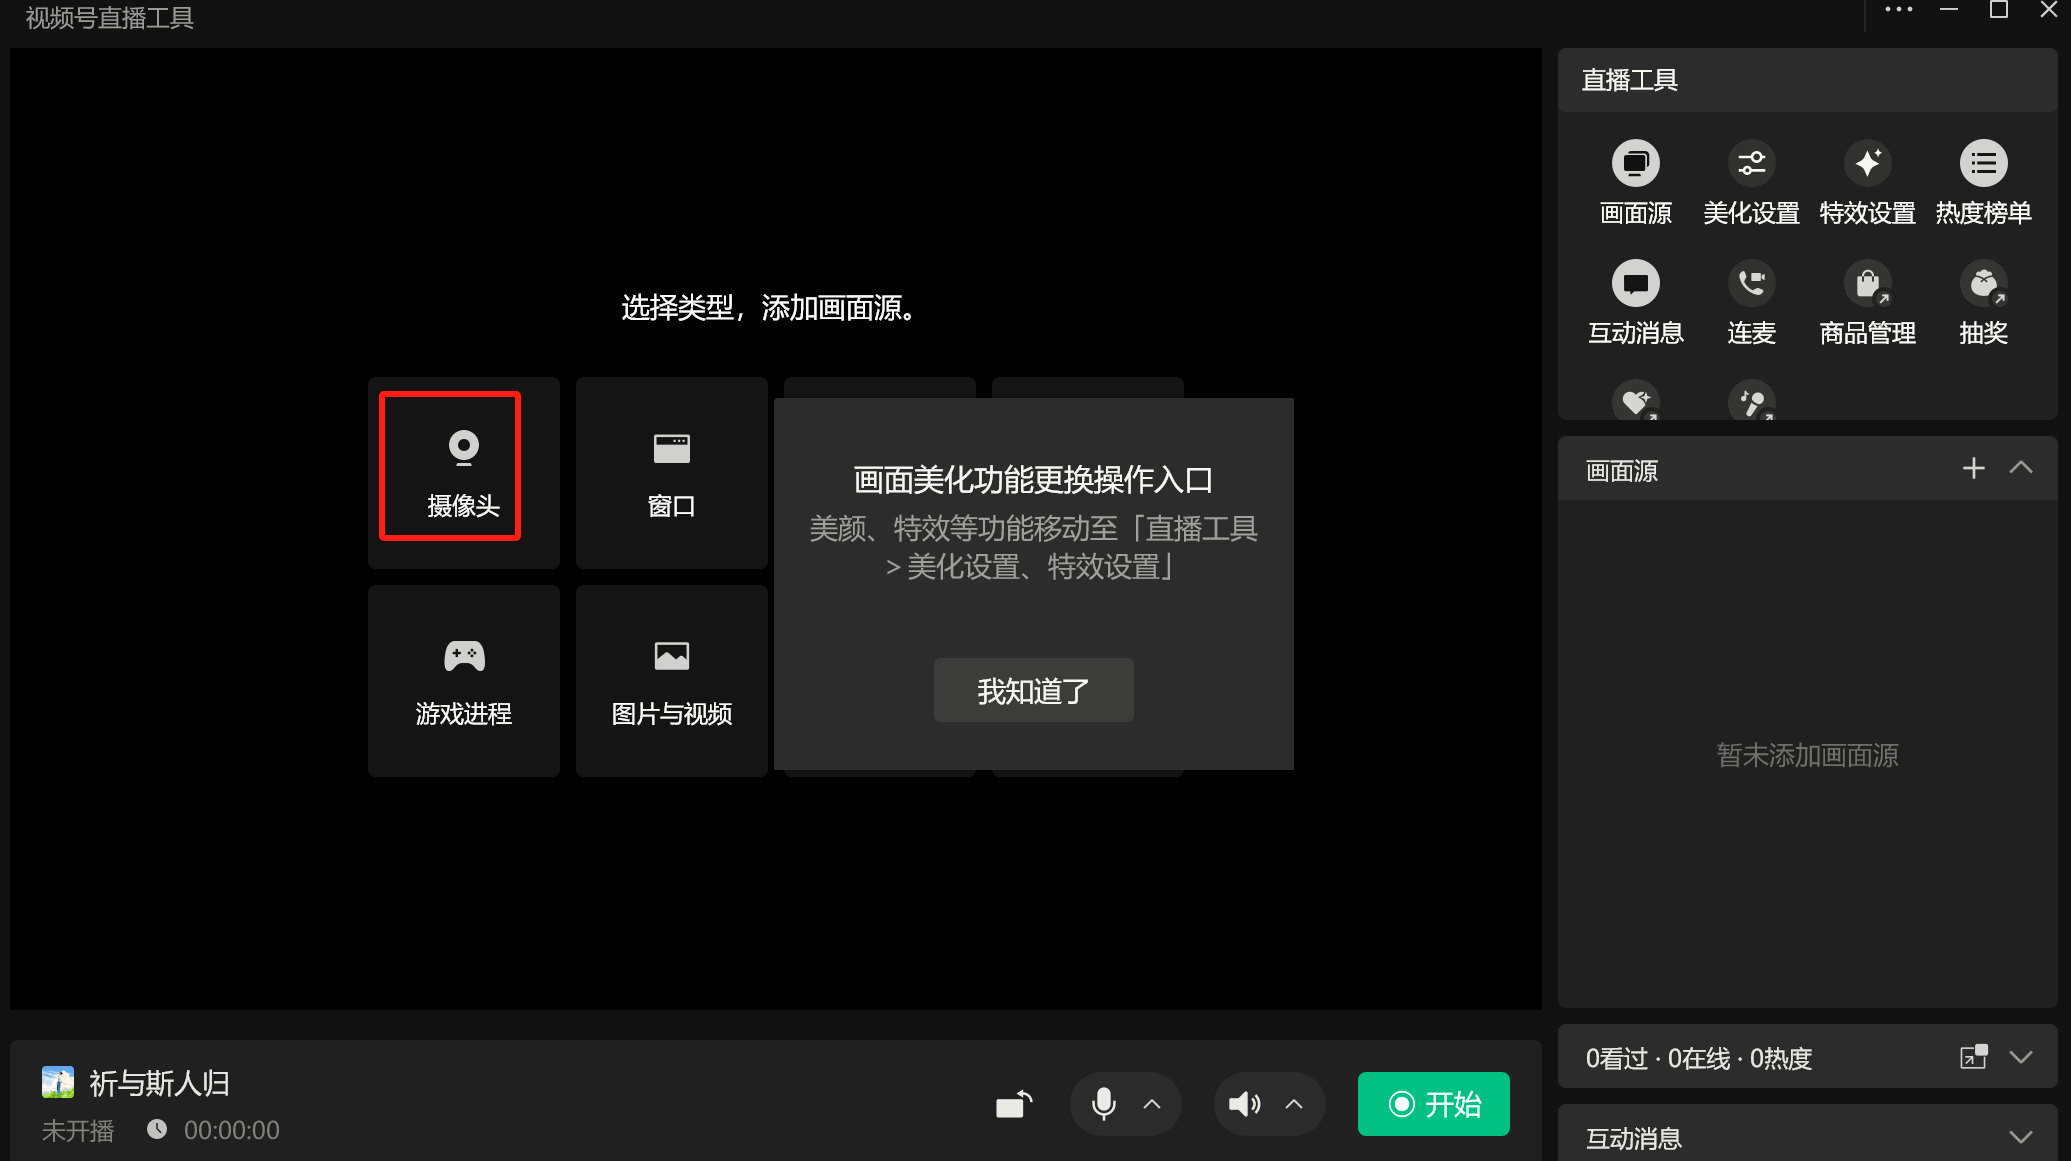 视频号直播工具
选择类型，添加画面源。
摄像头
窗口
游戏进程
图片与视频
画面美化功能更换操作入口
美颜、特效等功能移动至「直播工具
> 美化设置、特效设置」
我知道了
直播工具
画面源
美化设置
特效设置
热度榜单
互动消息
连麦
商品管理
抽奖
画面源
暂未添加画面源
0看过 · 0在线 · 0热度
互动消息
祈与斯人归
未开播
00:00:00
开始